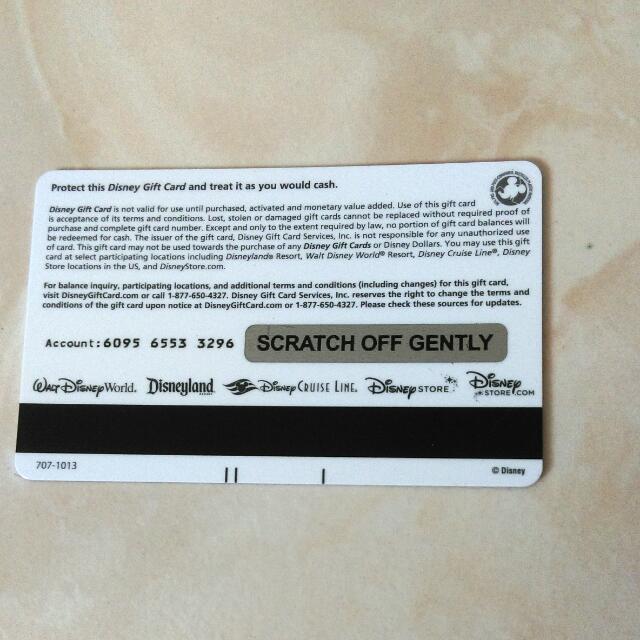 Protect this Disney Gift Card and treat it as you would cash.
Disney Gift Card is not valid for use until purchased, activated and monetary value added. Use of this gift card
is acceptance of its terms and conditions. Lost, stolen or damaged gift cards cannot be replaced without required proof of
purchase and complete gift card number. Except and only to the extent required by law, no portion of gift card balances will
be redeemed for cash. The issuer of the gift card, Disney Gift Card Services, Inc. is not responsible for any unauthorized use
of card. This gift card may not be used towards the purchase of any Disney Gift Cards or Disney Dollars. You may use this gift
card at select participating locations including Disneyland® Resort, Walt Disney World® Resort, Disney Cruise Line®, Disney
Store locations in the US, and DisneyStore.com.
For balance inquiry, participating locations, and additional terms and conditions (including changes) for this gift card,
visit DisneyGiftCard.com or call 1-877-650-4327. Disney Gift Card Services, Inc. reserves the right to change the terms and
conditions of the gift card upon notice at DisneyGiftCard.com or 1-877-650-4327. Please check these sources for updates.
Account:6095 6553 3296 SCRATCH OFF GENTLY
WALT DISNEY World. Disneyland RESORT Disney CRUISE LINE. Disney STORE Disney STORE.COM
707-1013 © Disney